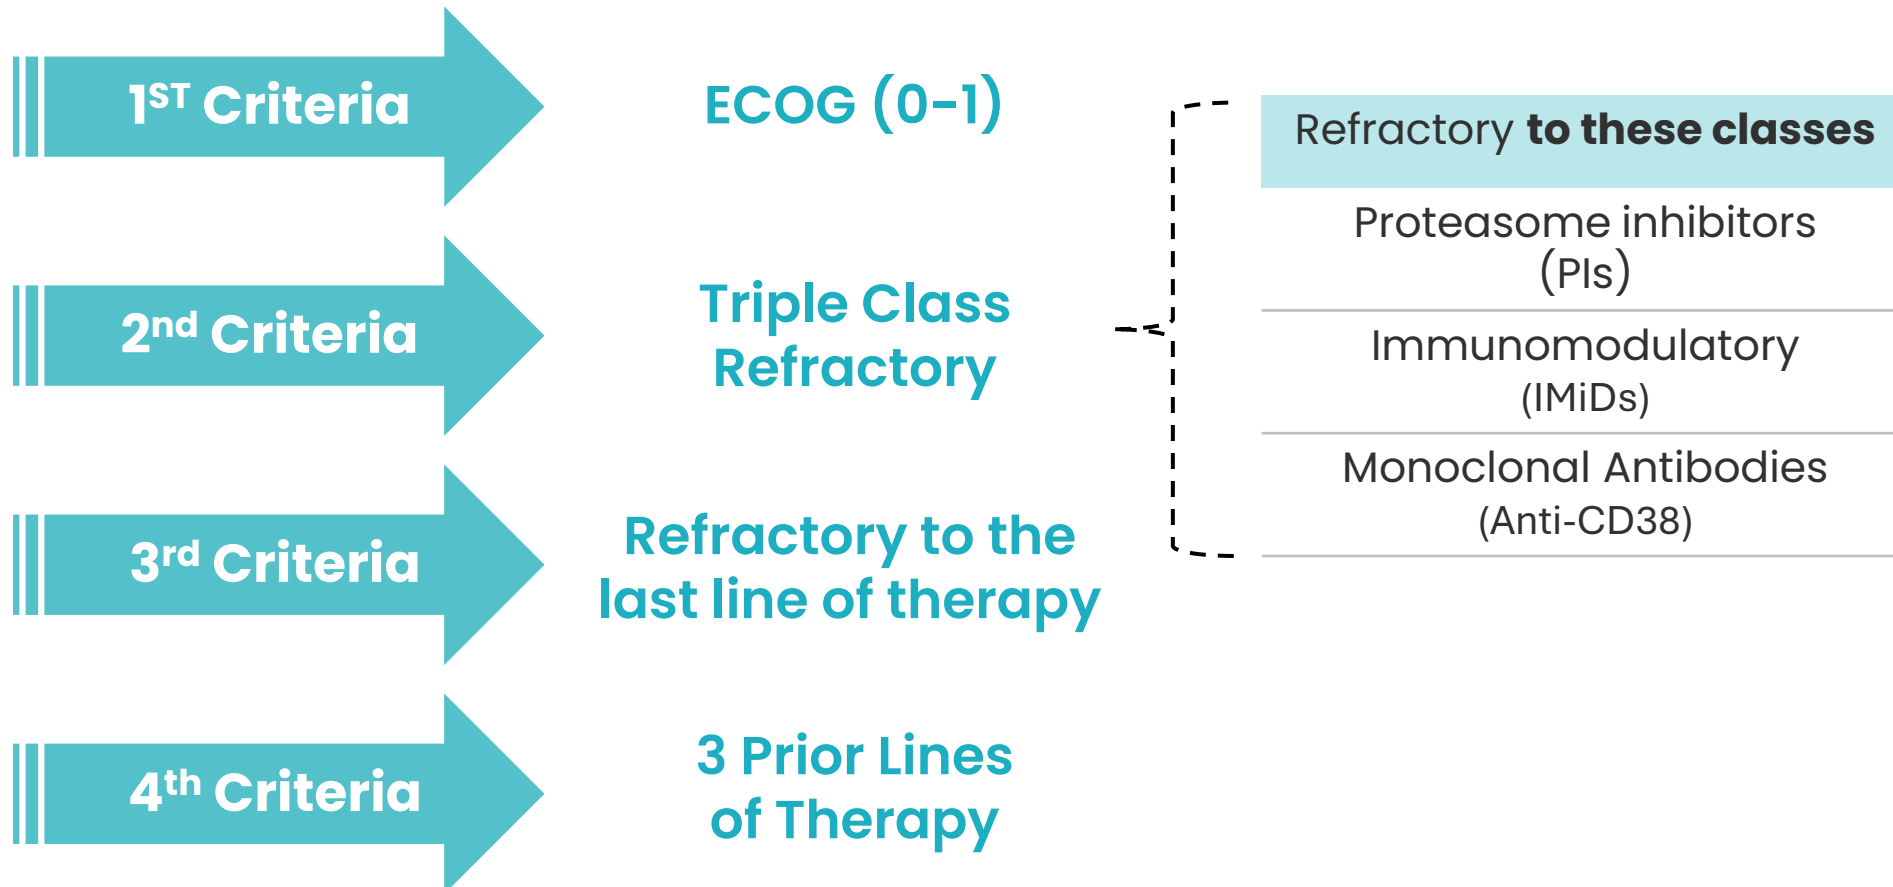 1ST Criteria
ECOG (0-1)
2nd Criteria
Triple Class
Refractory
3rd Criteria
Refractory to the
last line of therapy
4th Criteria
3 Prior Lines
of Therapy
Refractory to these classes
Proteasome inhibitors
(PIs)
Immunomodulatory
(IMiDs)
Monoclonal Antibodies
(Anti-CD38)